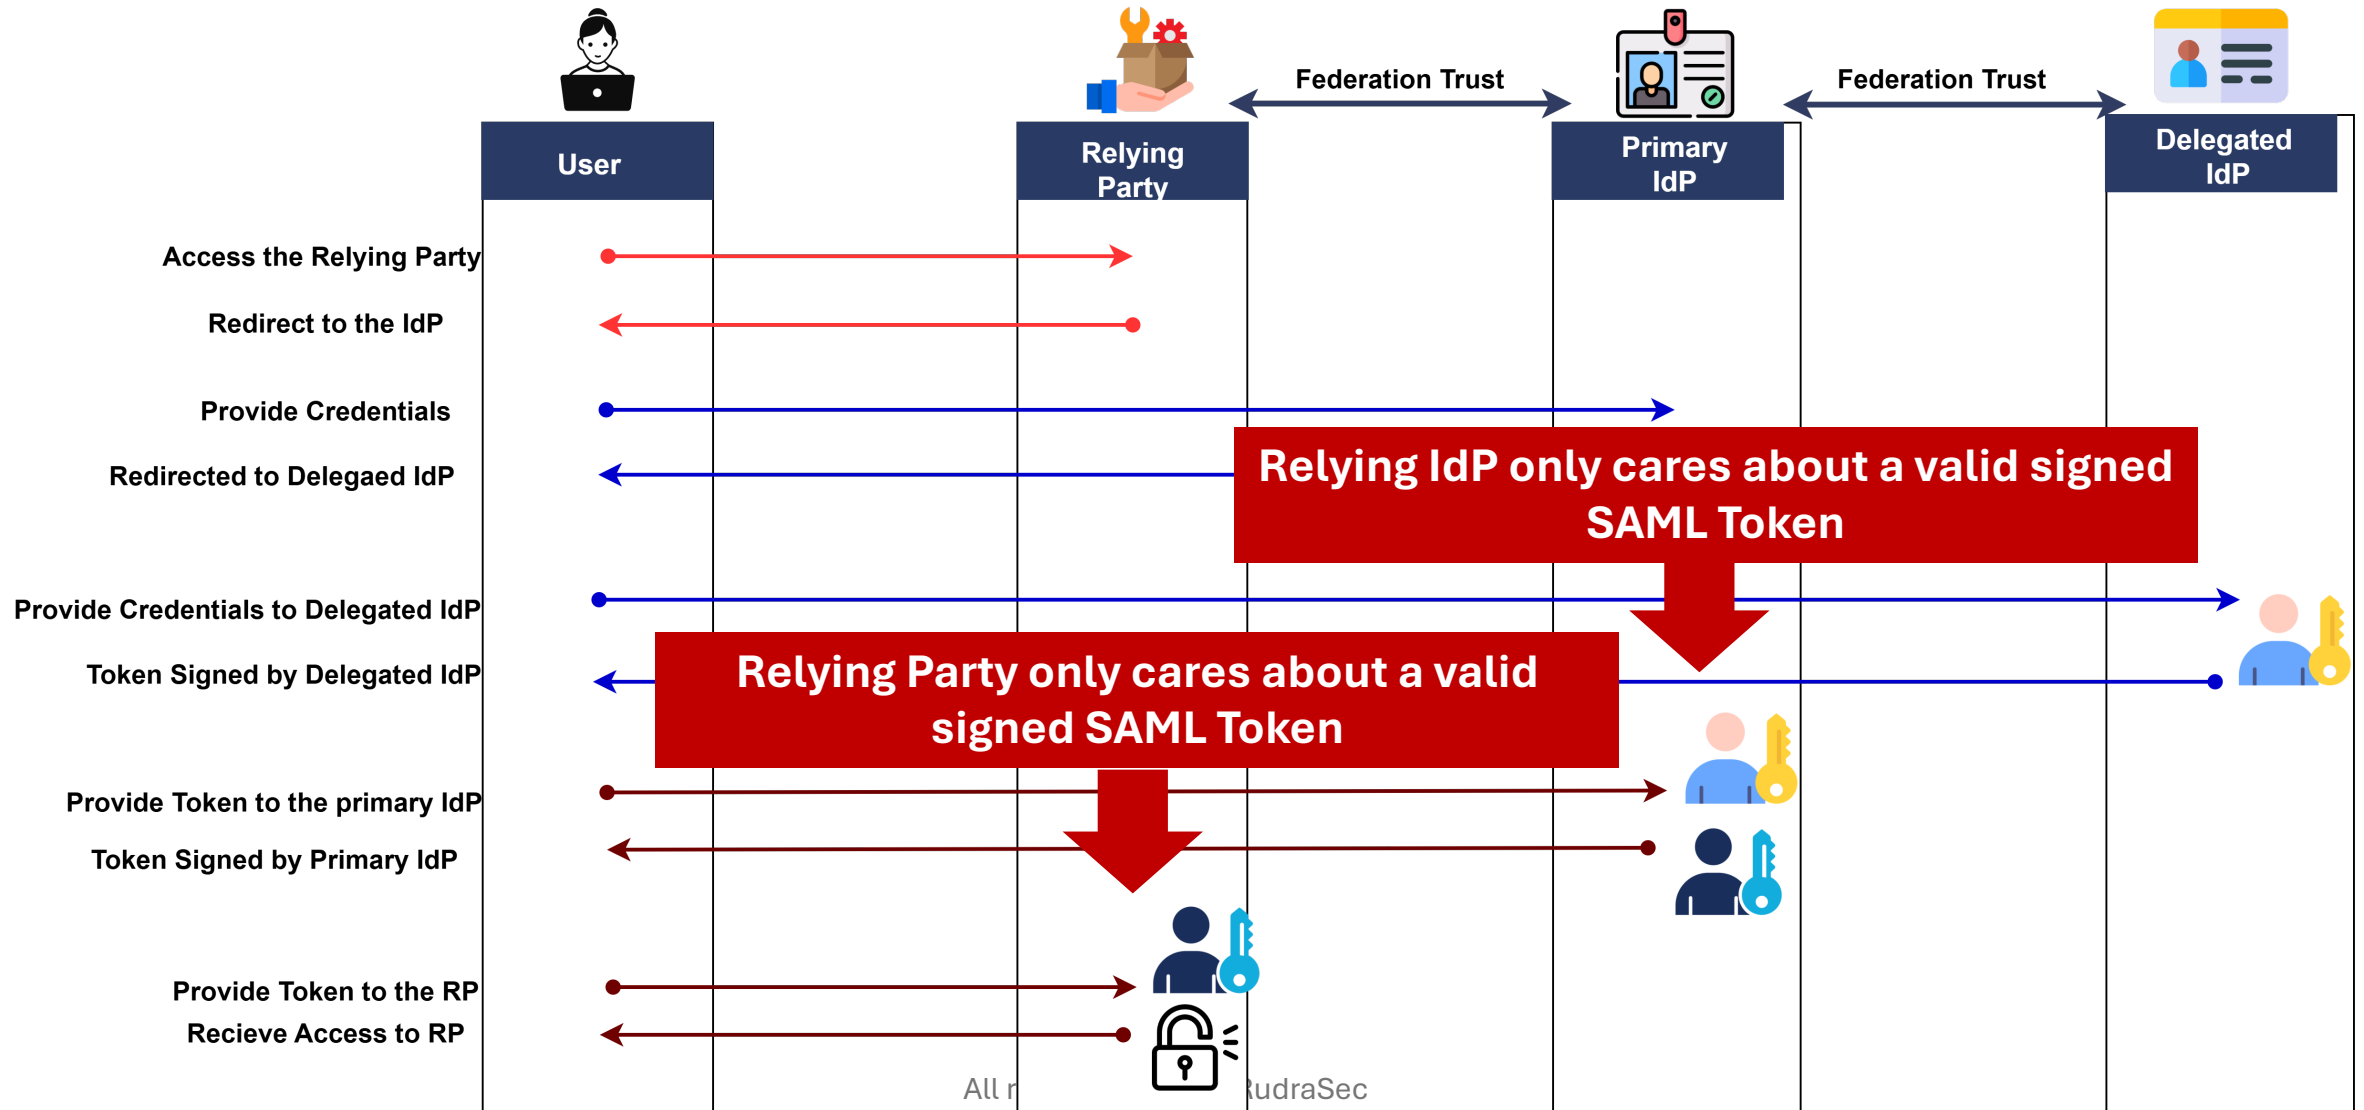 Federation Trust
Federation Trust
User
Relying
Party
Primary
IdP
Delegated
IdP
Access the Relying Party
Redirect to the IdP
Provide Credentials
Redirected to Delegaed IdP
Relying IdP only cares about a valid signed
SAML Token
Provide Credentials to Delegated IdP
Token Signed by Delegated IdP
Relying Party only cares about a valid
signed SAML Token
Provide Token to the primary IdP
Token Signed by Primary IdP
Provide Token to the RP
Recieve Access to RP
All RudraSec